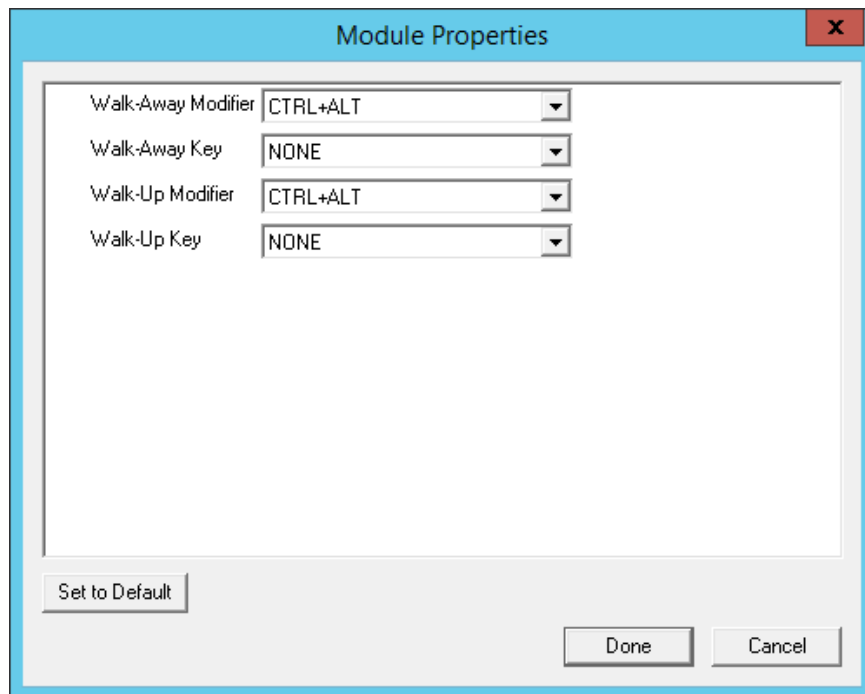 Module Properties
x
Walk-Away Modifier CTRL+ALT
Walk-Away Key NONE
Walk-Up Modifier CTRL+ALT
Walk-Up Key NONE
Set to Default
Done Cancel